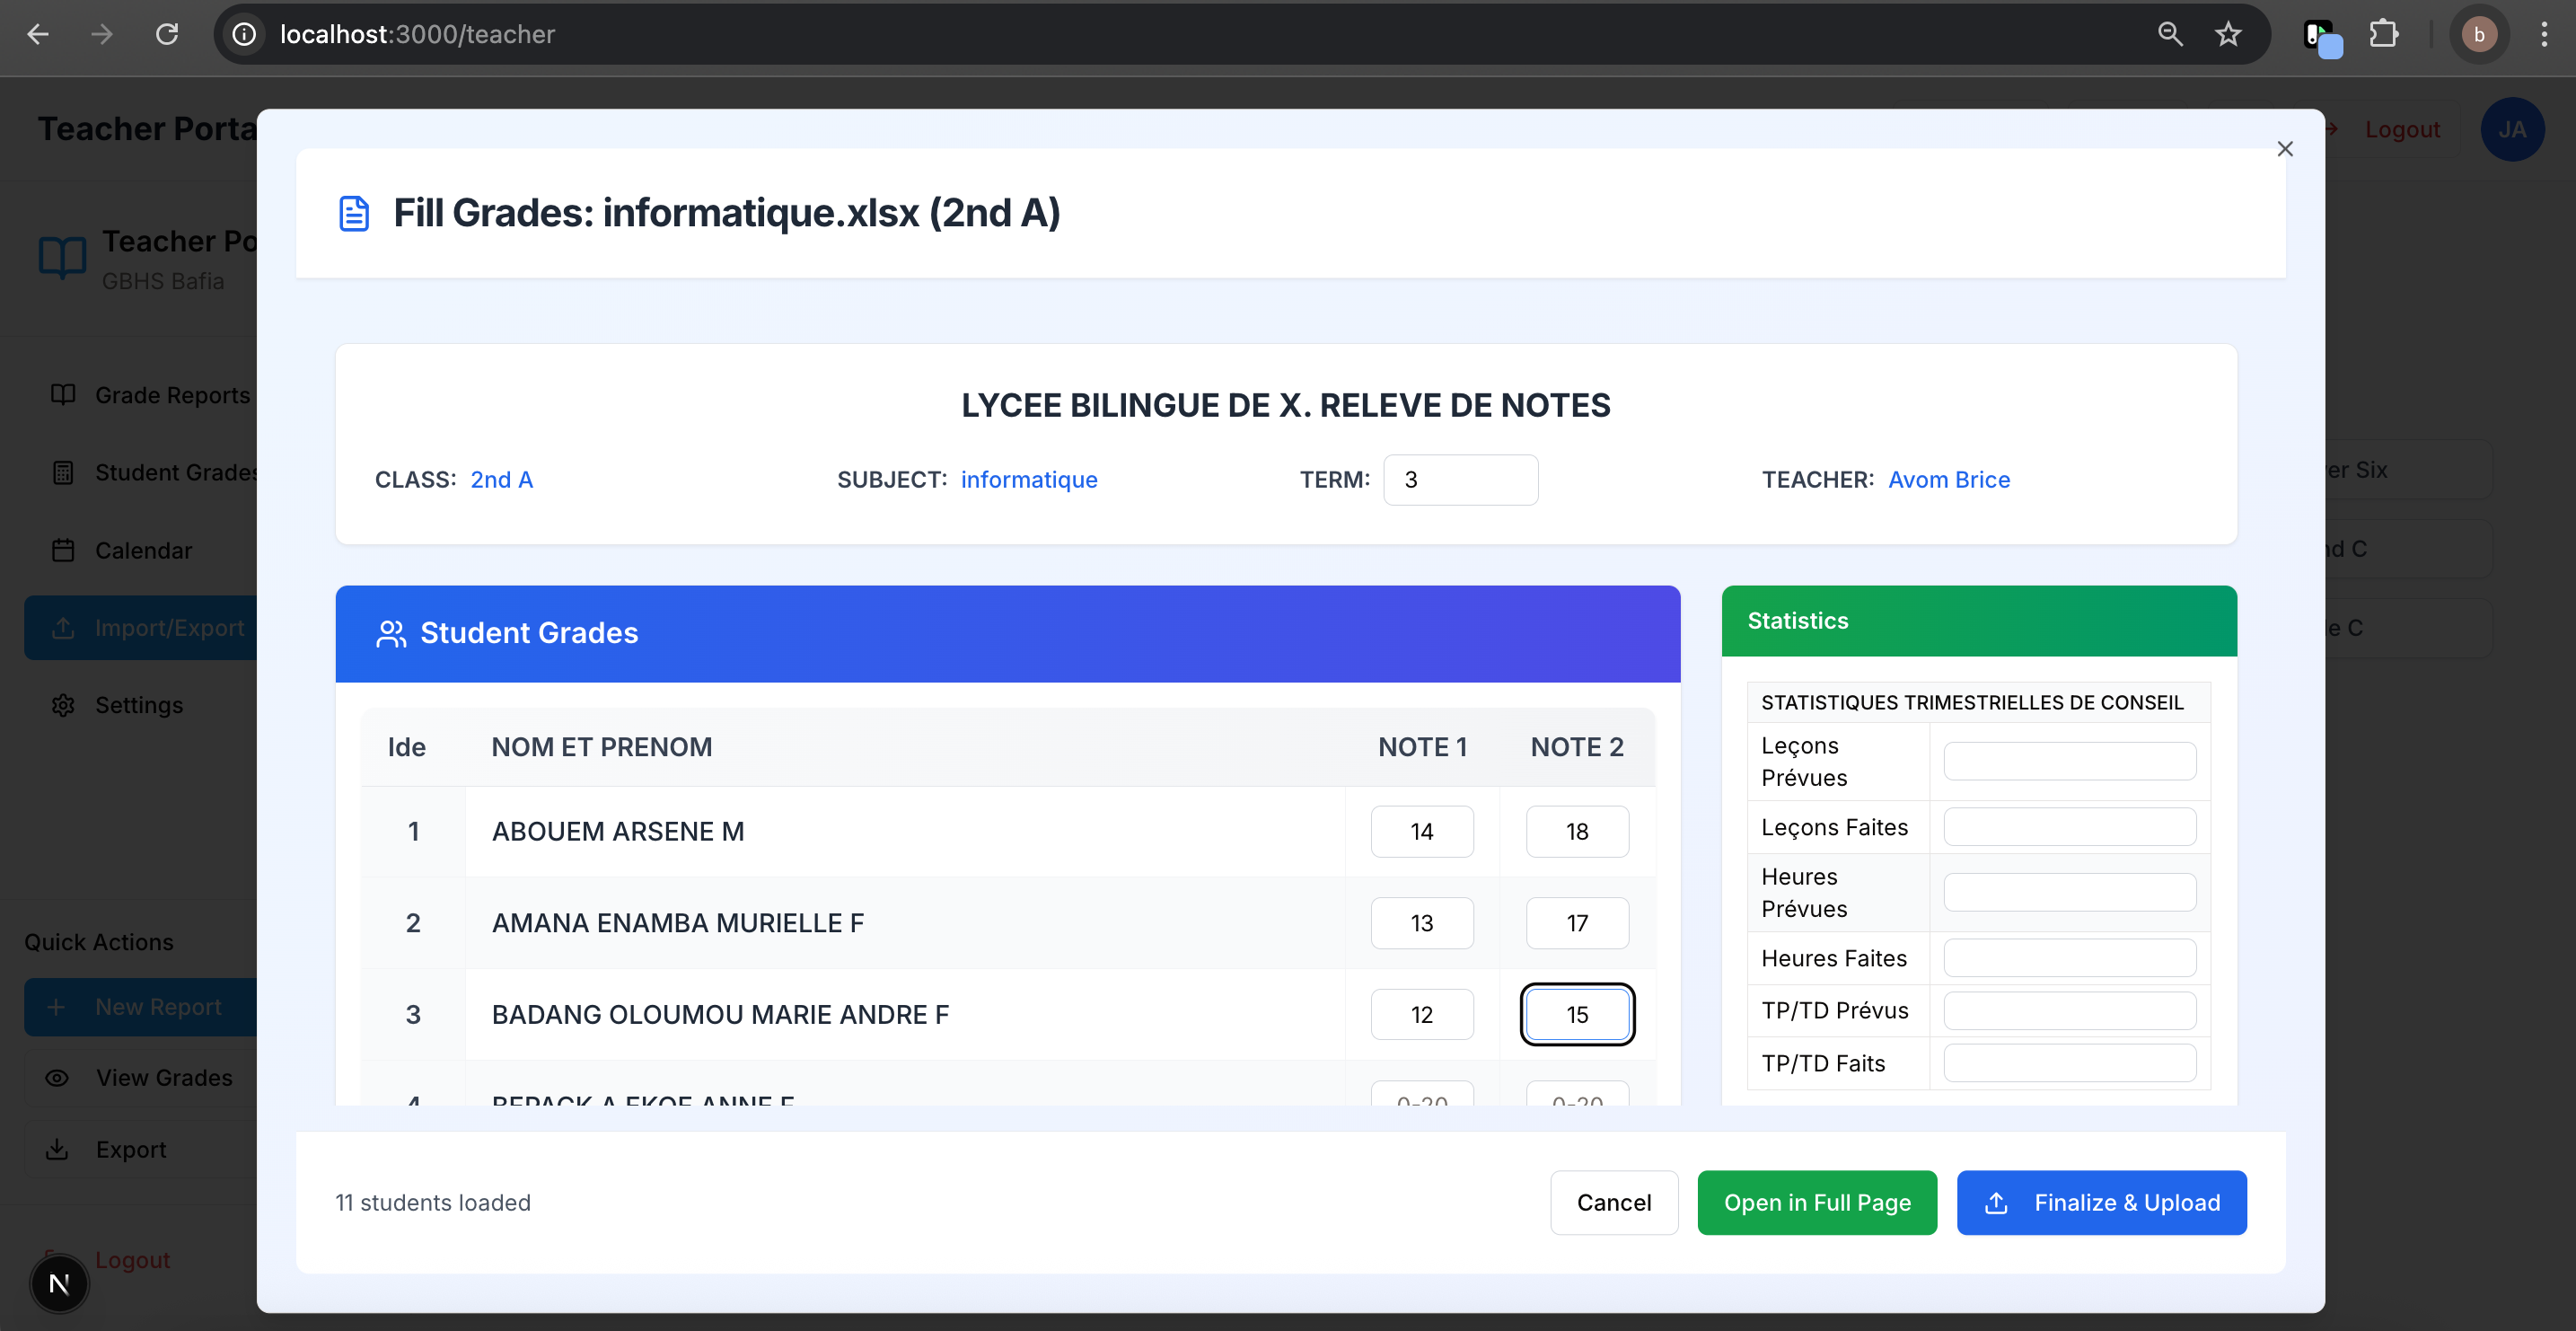 localhost:3000/teacher
b
Teacher Porta
Logout
JA
Teacher Po
GBHS Bafia
Grade Reports
Student Grades
Calendar
Import/Export
Settings
Quick Actions
New Report
View Grades
Export
Logout
N
Fill Grades: informatique.xlsx (2nd A)
LYCEE BILINGUE DE X. RELEVE DE NOTES
CLASS: 2nd A
SUBJECT: informatique
TERM: 3
TEACHER: Avom Brice
Student Grades
Ide NOM ET PRENOM NOTE 1 NOTE 2
1 ABOUEM ARSENE M 14 18
2 AMANA ENAMBA MURIELLE F 13 17
3 BADANG OLOUMOU MARIE ANDRE F 12 15
4 BEPACK A EKOE ANNE F 0-20 0-20
Statistics
STATISTIQUES TRIMESTRIELLES DE CONSEIL
Leçons
Prévues
Leçons Faites
Heures
Prévues
Heures Faites
TP/TD Prévus
TP/TD Faits
Six
C
C
11 students loaded
Cancel
Open in Full Page
Finalize & Upload